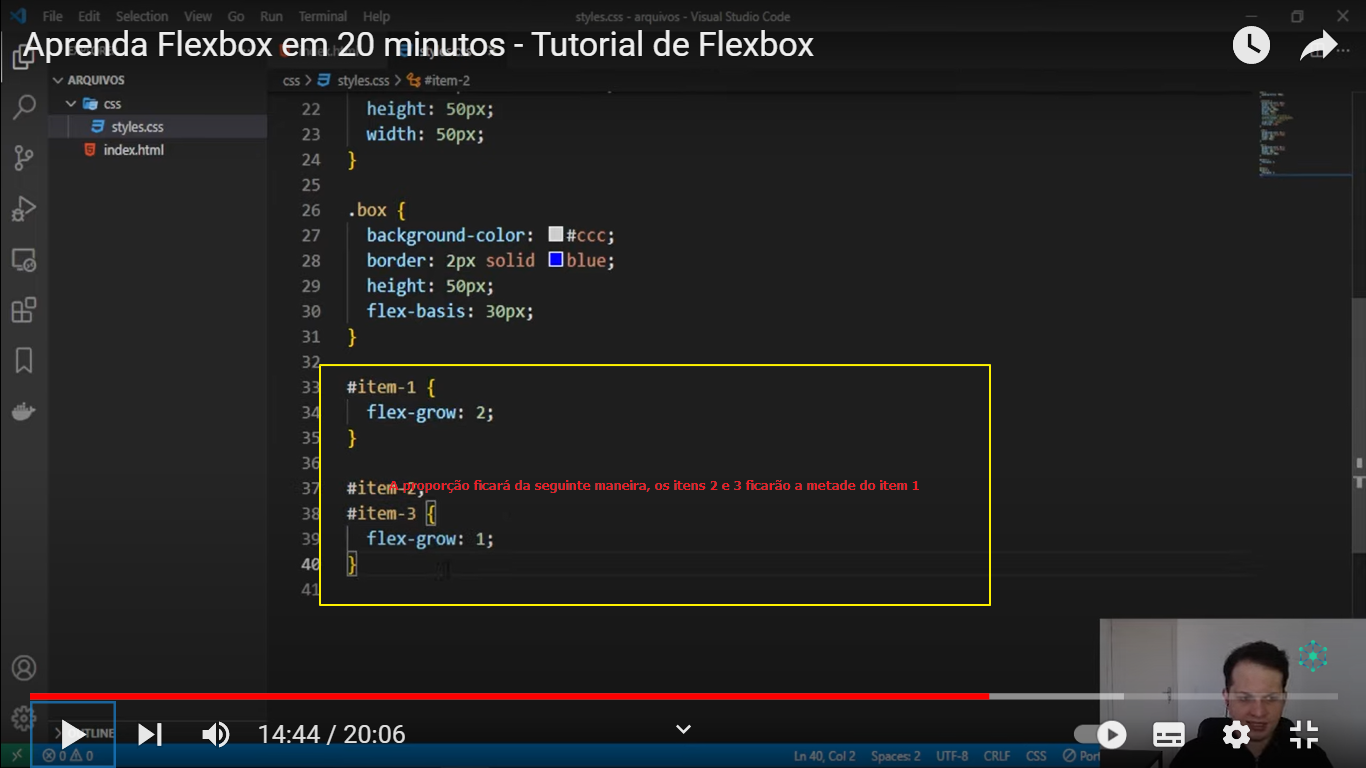 File Edit Selection View Go Run Terminal Help
styles.css - arquivos - Visual Studio Code
Aprenda Flexbox em 20 minutos - Tutorial de Flexbox
ARQUIVOS
css
styles.css
index.html
css > styles.css > #item-2
22 height: 50px;
23 width: 50px;
24 }
25
26 .box {
27 background-color: #ccc;
28 border: 2px solid blue;
29 height: 50px;
30 flex-basis: 30px;
31 }
32
33 #item-1 {
34 flex-grow: 2;
35 }
36
37 #item-2,
A proporção ficará da seguinte maneira, os itens 2 e 3 ficarão a metade do item 1
38 #item-3 {
39 flex-grow: 1;
40 }
41
OUTLINE
14:44 / 20:06
0 0
Ln 40, Col 2 Spaces: 2 UTF-8 CRLF CSS